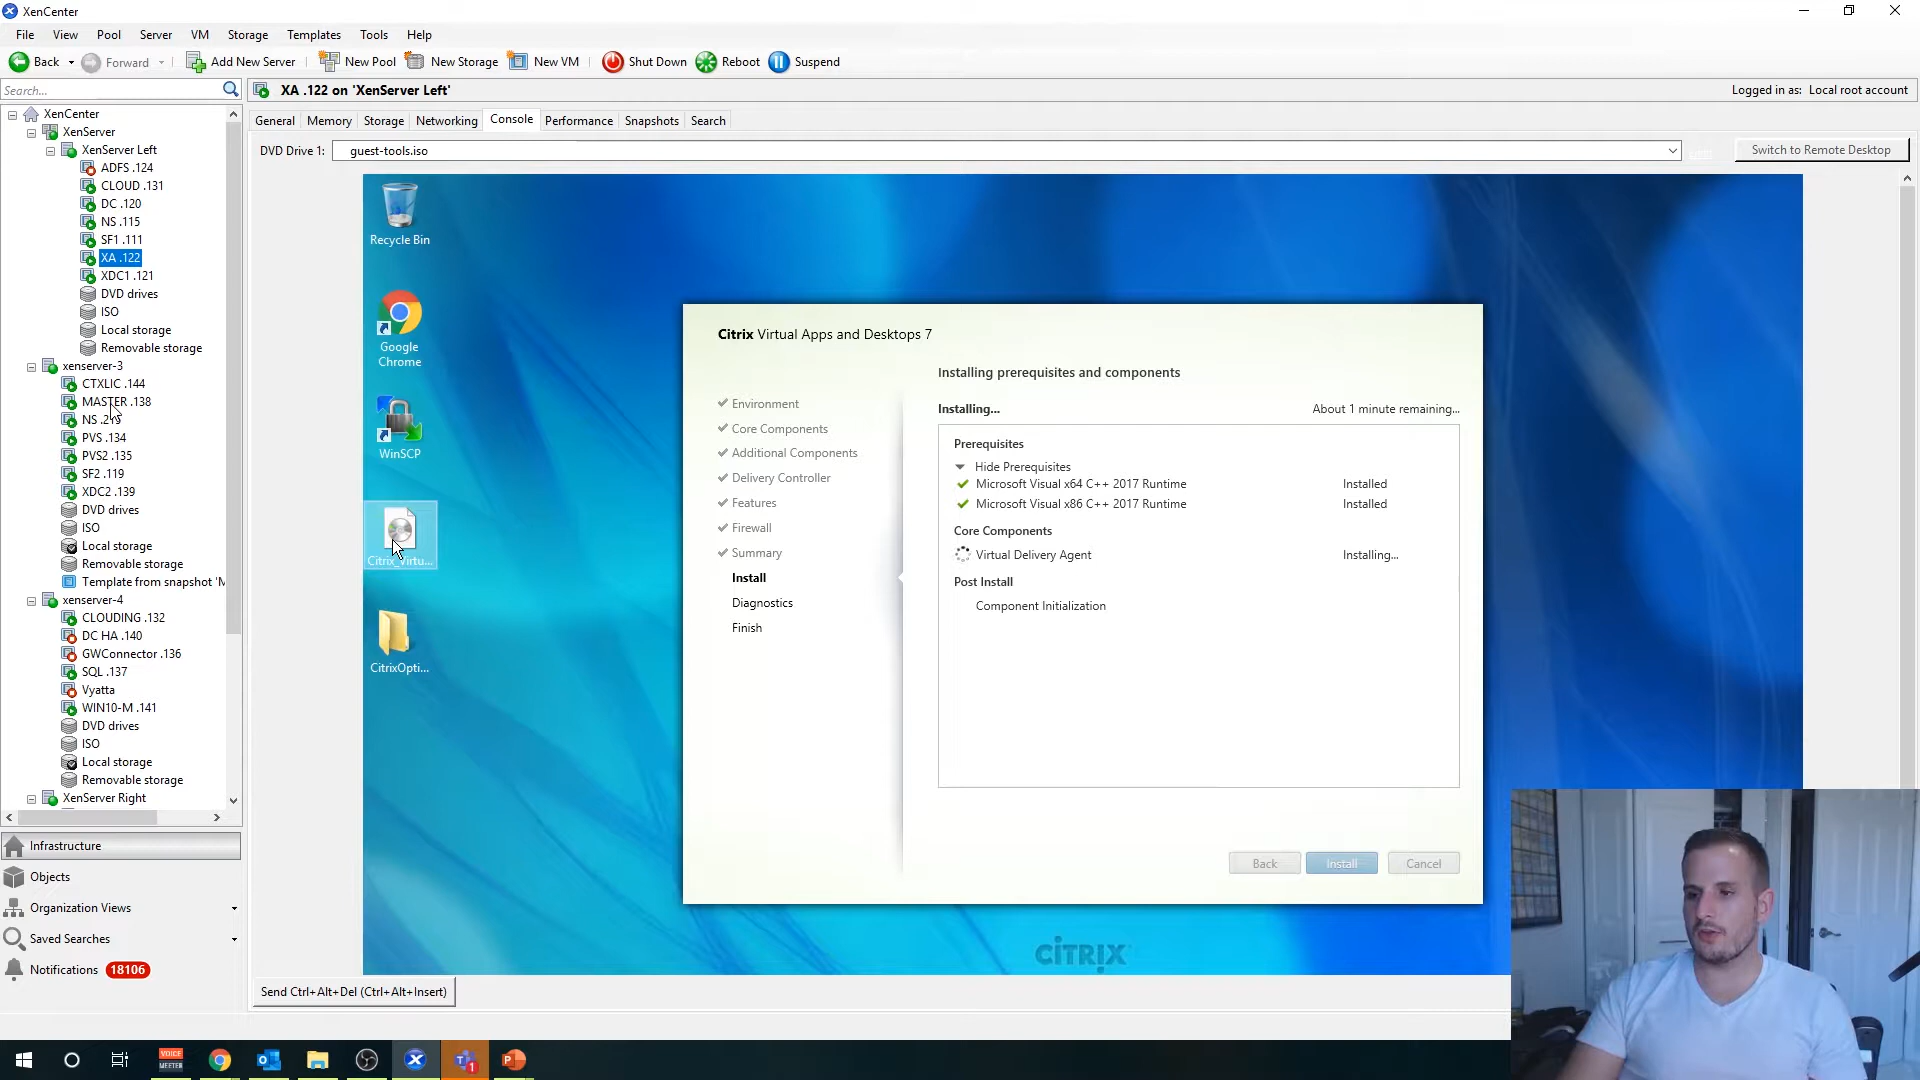 XenCenter
File View Pool Server VM Storage Templates Tools Help
Back Forward Add New Server New Pool New Storage New VM Shut Down Reboot Suspend
Search...
XA .122 on 'XenServer Left'
Logged in as: Local root account
General Memory Storage Networking Console Performance Snapshots Search
DVD Drive 1: guest-tools.iso
Switch to Remote Desktop
XenCenter
XenServer
XenServer Left
ADFS .124
CLOUD .131
DC .120
NS .115
SF1 .111
XA .122
XDC1 .121
DVD drives
ISO
Local storage
Removable storage
xenserver-3
CTXLIC .144
MASTER .138
NS
PVS .134
PVS2 .135
SF2 .119
XDC2 .139
DVD drives
ISO
Local storage
Removable storage
Template from snapshot 'M
xenserver-4
CLOUDING .132
DC HA .140
GWConnector .136
SQL .137
Vyatta
WIN10-M .141
DVD drives
ISO
Local storage
Removable storage
XenServer Right
Infrastructure
Objects
Organization Views
Saved Searches
Notifications 18106
Recycle Bin
Google
Chrome
WinSCP
Citrix_Virtu...
CitrixOpti...
Citrix Virtual Apps and Desktops 7
Environment
Core Components
Additional Components
Delivery Controller
Features
Firewall
Summary
Install
Diagnostics
Finish
Installing prerequisites and components
Installing... About 1 minute remaining...
Prerequisites
Hide Prerequisites
Microsoft Visual x64 C++ 2017 Runtime Installed
Microsoft Visual x86 C++ 2017 Runtime Installed
Core Components
Virtual Delivery Agent Installing...
Post Install
Component Initialization
Back Install Cancel
CİTRIX
Send Ctrl+Alt+Del (Ctrl+Alt+Insert)
VOICE
MEETER
1